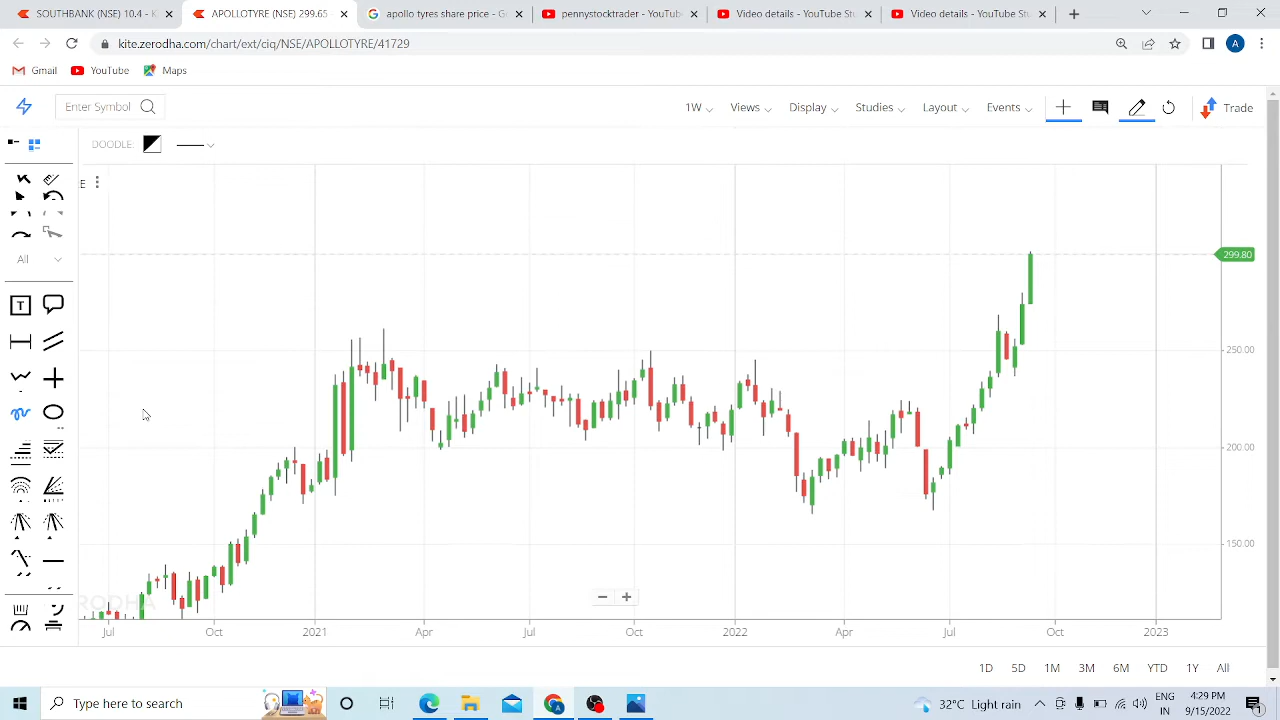 SOUTHBANK (NSE) 10.4 - K
APOLLOTYRE (NSE) 299.65
apollo tyres share price - G
pennystocktrader - YouTube
Video details - YouTube Stu
Video details - YouTube Stu
kite.zerodha.com/chart/ext/ciq/NSE/APOLLOTYRE/41729
A
Gmail
YouTube
Maps
Enter Symbol
1W
Views
Display
Studies
Layout
Events
Trade
DOODLE:
E
All
T
299.80
250.00
200.00
150.00
RODHA
Jul
Oct
2021
Apr
Jul
Oct
2022
Apr
Jul
Oct
2023
1D
5D
1M
3M
6M
YTD
1Y
All
Type here to search
32°C Light rain
ENG
IN
4:29 PM
9/15/2022